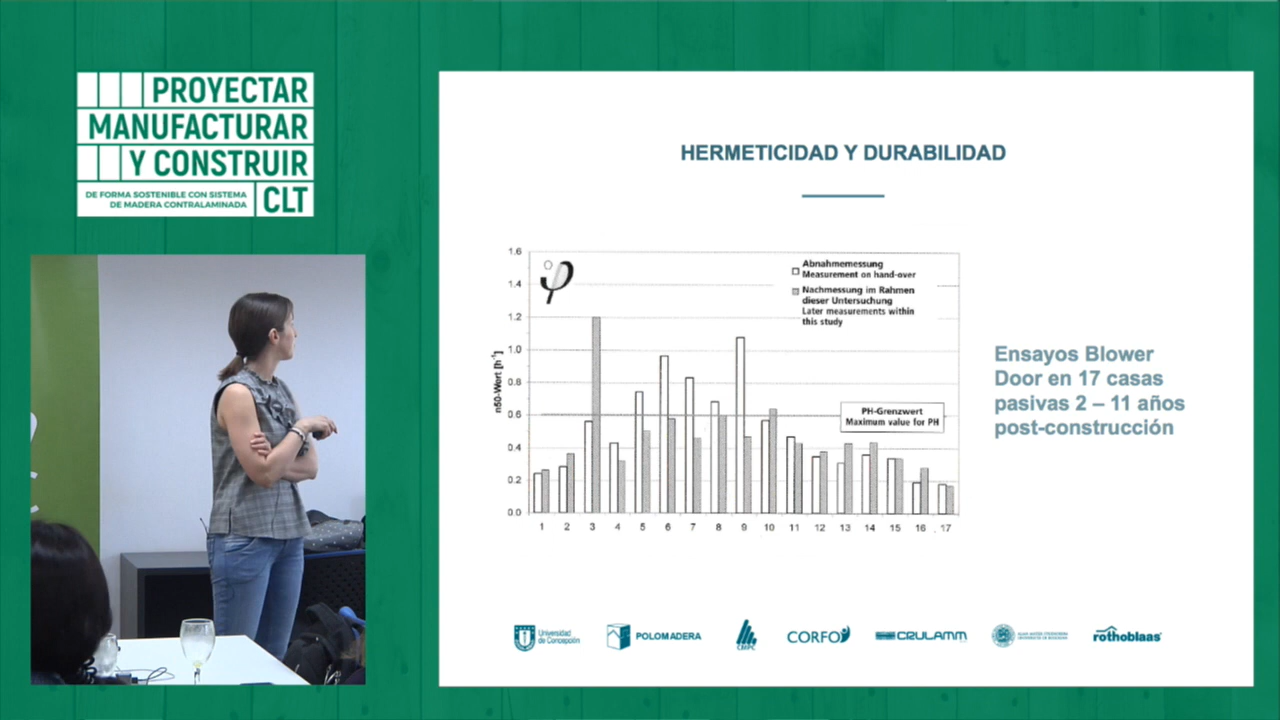 PROYECTAR
MANUFACTURAR
Y CONSTRUIR
DE FORMA SOSTENIBLE CON SISTEMA
DE MADERA CONTRALAMINADA
CLT
HERMETICIDAD Y DURABILIDAD
Abnahmemessung
Measurement on hand-over
Nachmessung im Rahmen
dieser Untersuchung
Later measurements within
this study
n50-Wert [h⁻¹]
1.6
1.4
1.2
1.0
0.8
0.6
0.4
0.2
0.0
PH-Grenzwert
Maximum value for PH
1 2 3 4 5 6 7 8 9 10 11 12 13 14 15 16 17
Ensayos Blower
Door en 17 casas
pasivas 2 – 11 años
post-construcción
Universidad
de Concepción
POLOMADERA
CMPC
CORFO
CRULAMM
rothoblaas